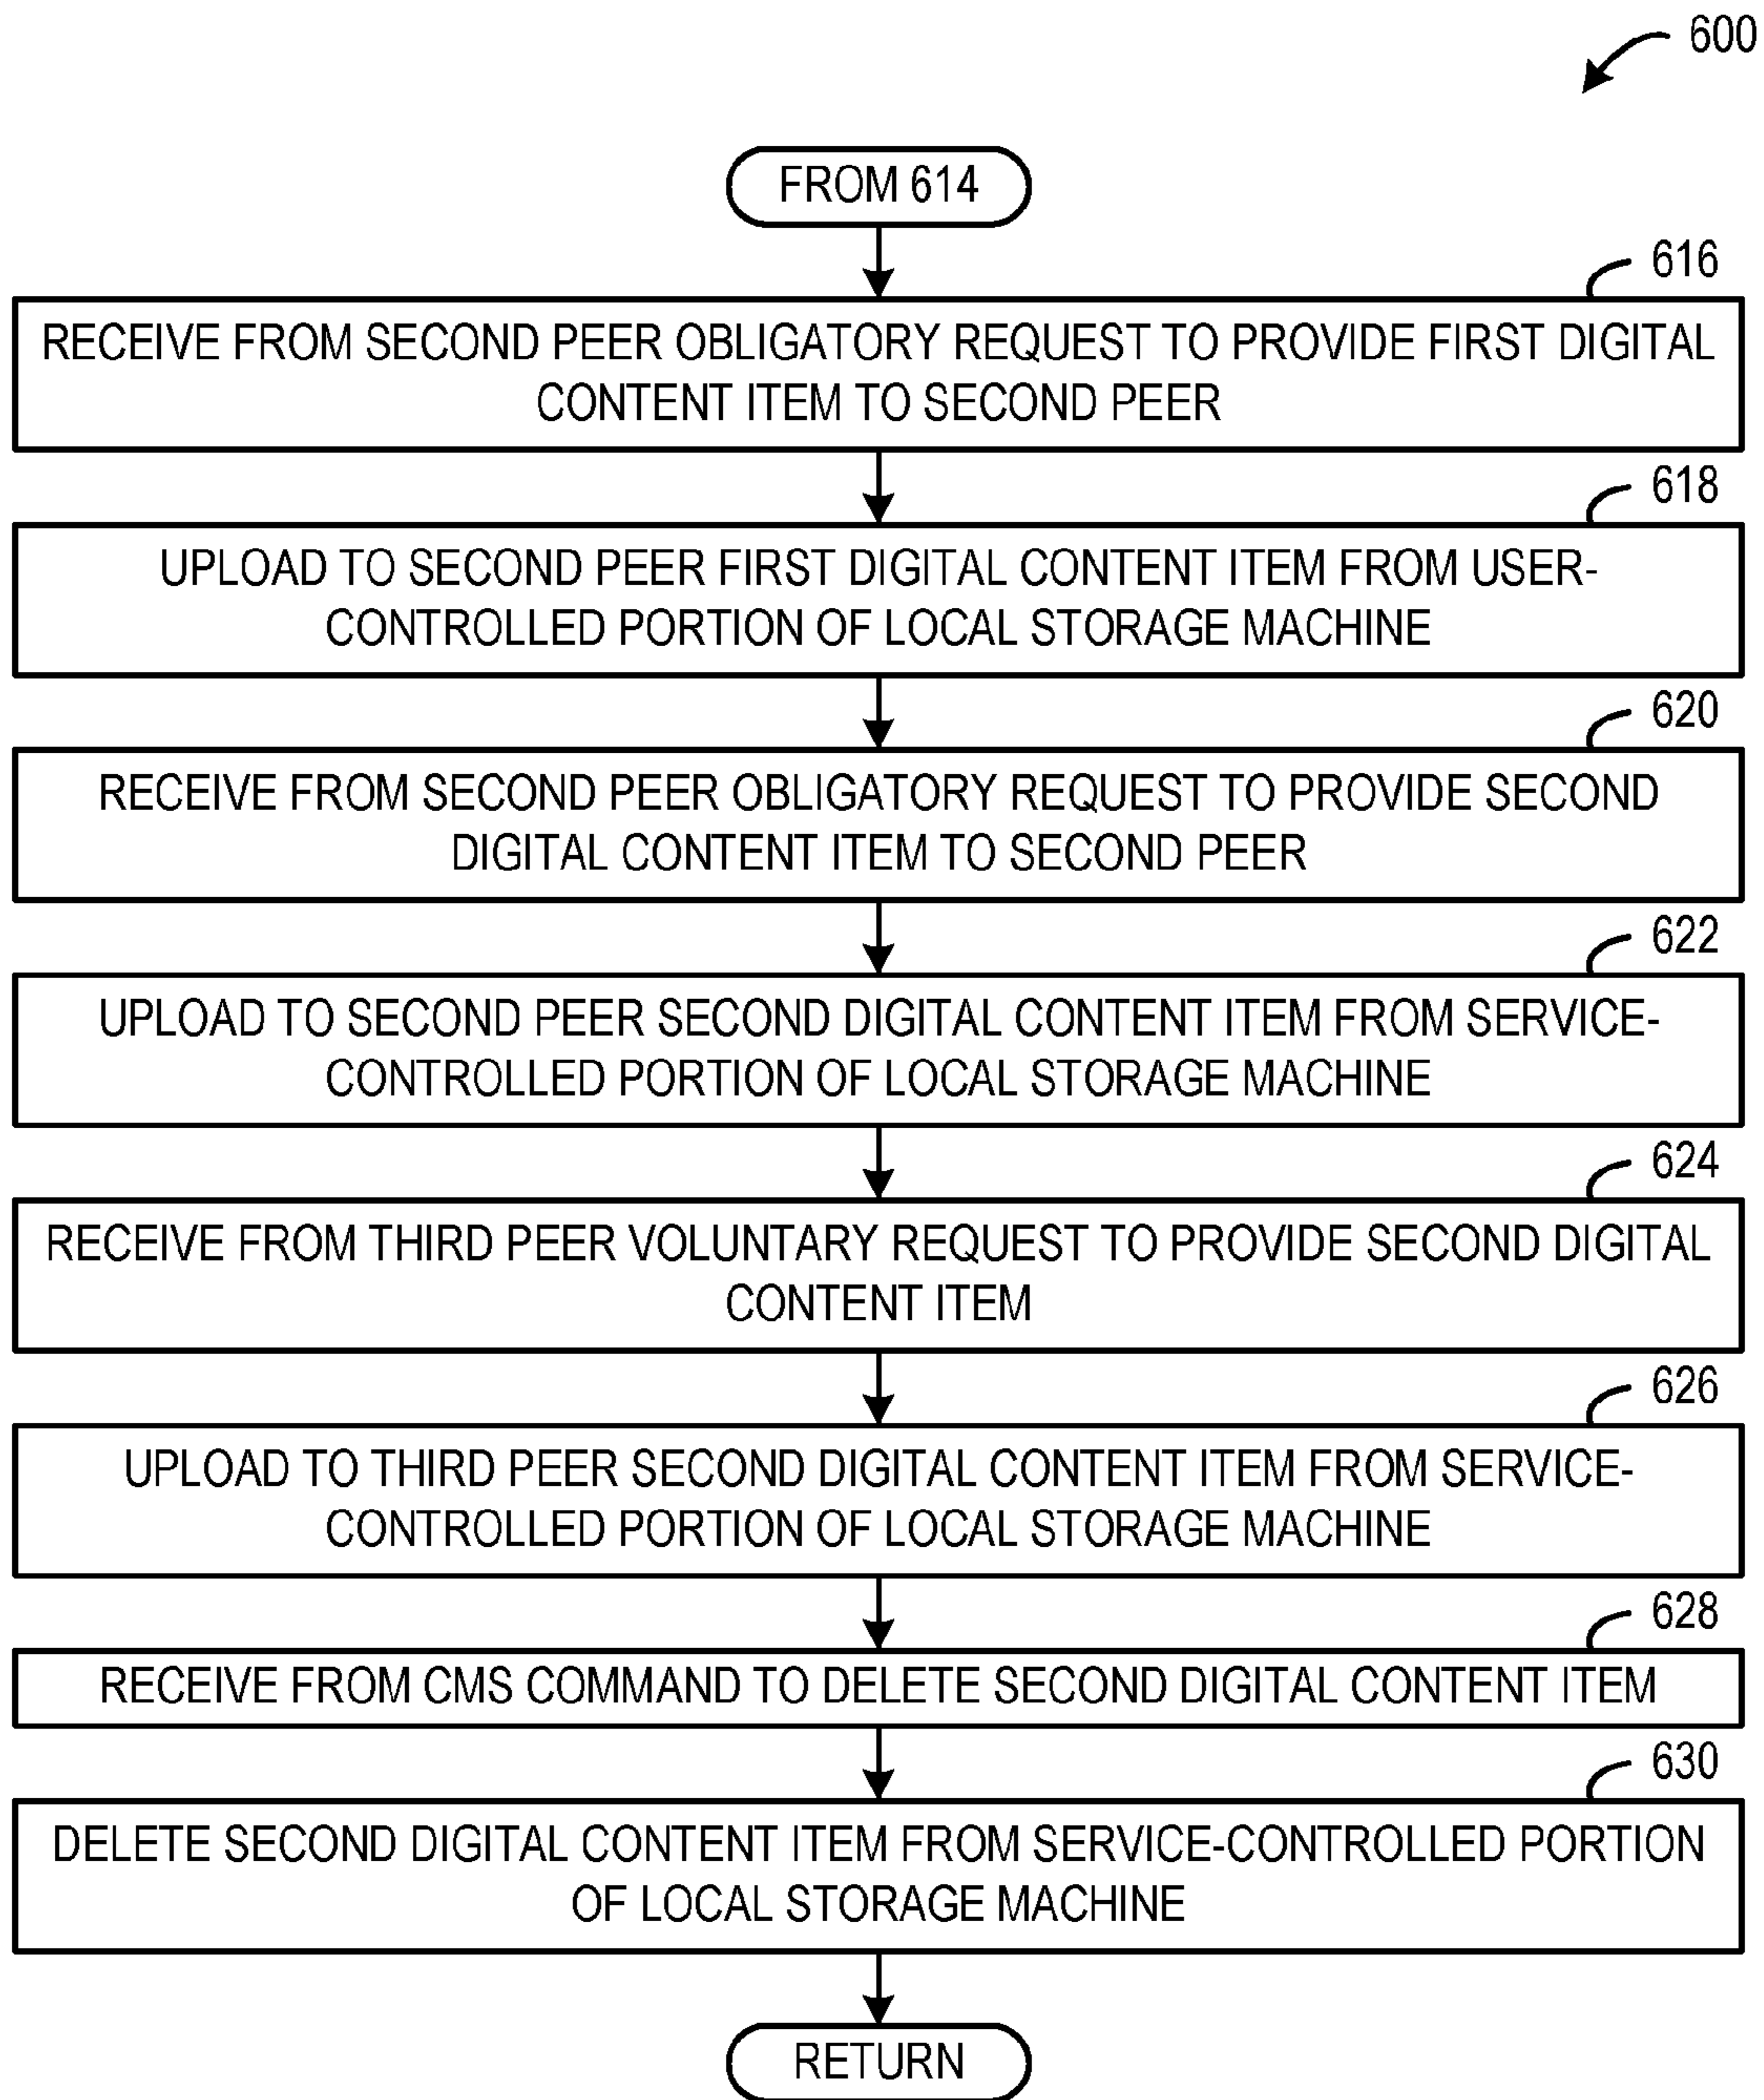 600
FROM 614
616
RECEIVE FROM SECOND PEER OBLIGATORY REQUEST TO PROVIDE FIRST DIGITAL
CONTENT ITEM TO SECOND PEER
618
UPLOAD TO SECOND PEER FIRST DIGITAL CONTENT ITEM FROM USER-
CONTROLLED PORTION OF LOCAL STORAGE MACHINE
620
RECEIVE FROM SECOND PEER OBLIGATORY REQUEST TO PROVIDE SECOND
DIGITAL CONTENT ITEM TO SECOND PEER
622
UPLOAD TO SECOND PEER SECOND DIGITAL CONTENT ITEM FROM SERVICE-
CONTROLLED PORTION OF LOCAL STORAGE MACHINE
624
RECEIVE FROM THIRD PEER VOLUNTARY REQUEST TO PROVIDE SECOND DIGITAL
CONTENT ITEM
626
UPLOAD TO THIRD PEER SECOND DIGITAL CONTENT ITEM FROM SERVICE-
CONTROLLED PORTION OF LOCAL STORAGE MACHINE
628
RECEIVE FROM CMS COMMAND TO DELETE SECOND DIGITAL CONTENT ITEM
630
DELETE SECOND DIGITAL CONTENT ITEM FROM SERVICE-CONTROLLED PORTION
OF LOCAL STORAGE MACHINE
RETURN